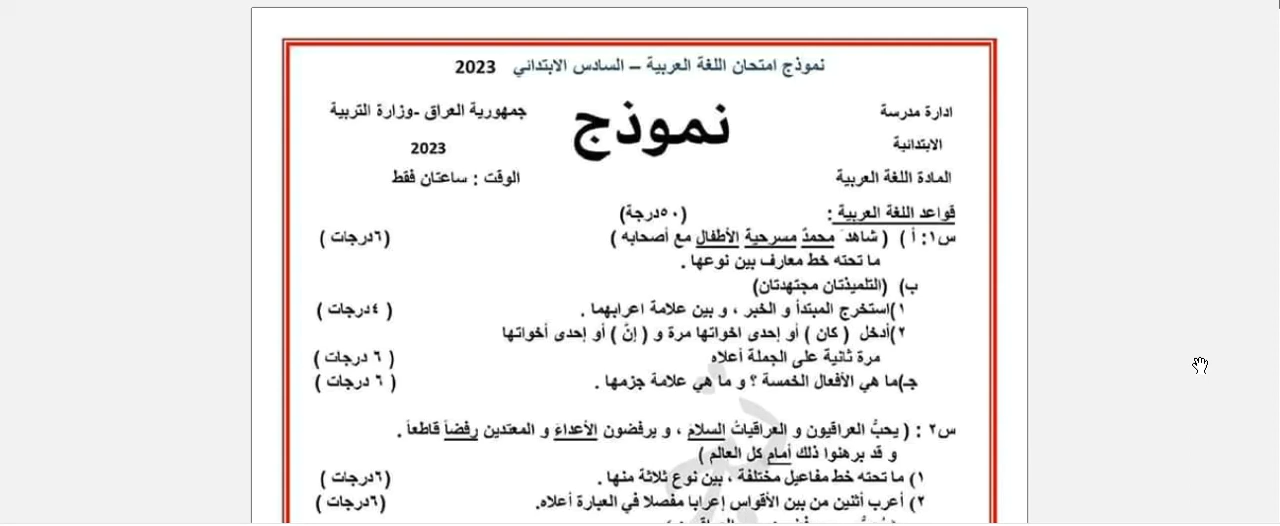 نموذج امتحان اللغة العربية – السادس الابتدائي 2023
ادارة مدرسة
نموذج
جمهورية العراق -وزارة التربية
الابتدائية
2023
المادة اللغة العربية
الوقت : ساعتان فقط
قواعد اللغة العربية : (٥٠درجة)
س١: أ ) ( شاهدَ محمدٌ مسرحية الأطفال مع أصحابه ) (٦درجات )
ما تحته خط معارف بين نوعها .
ب) (التلميذتان مجتهدتان)
١)استخرج المبتدأ و الخبر ، و بين علامة اعرابهما . ( ٤درجات )
٢)أدخل ( كان ) أو إحدى اخواتها مرة و ( إنّ ) أو إحدى أخواتها
مرة ثانية على الجملة أعلاه ( ٦ درجات )
جـ)ما هي الأفعال الخمسة ؟ و ما هي علامة جزمها . ( ٦ درجات )
س٢ : ( يحبُّ العراقيون و العراقياتُ السلامَ ، و يرفضون الأعداءَ و المعتدين رفضاً قاطعاً .
و قد برهنوا ذلك أمام كل العالم )
١) ما تحته خط مفاعيل مختلفة ، بين نوع ثلاثة منها . (٦درجات )
٢) أعرب أثنين من بين الأقواس إعرابا مفصلا في العبارة أعلاه. (٦درجات )